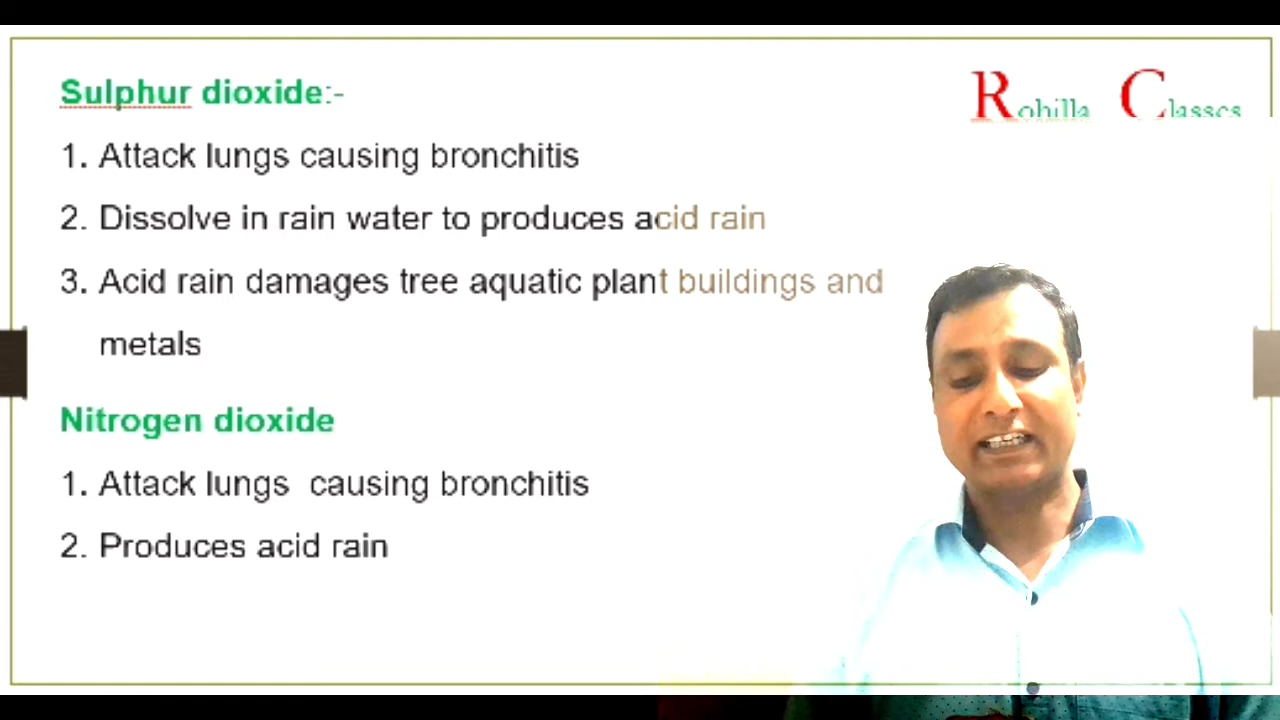 Sulphur dioxide:-
Rohilla Classes
1. Attack lungs causing bronchitis
2. Dissolve in rain water to produces acid rain
3. Acid rain damages tree aquatic plant buildings and
metals
Nitrogen dioxide
1. Attack lungs causing bronchitis
2. Produces acid rain